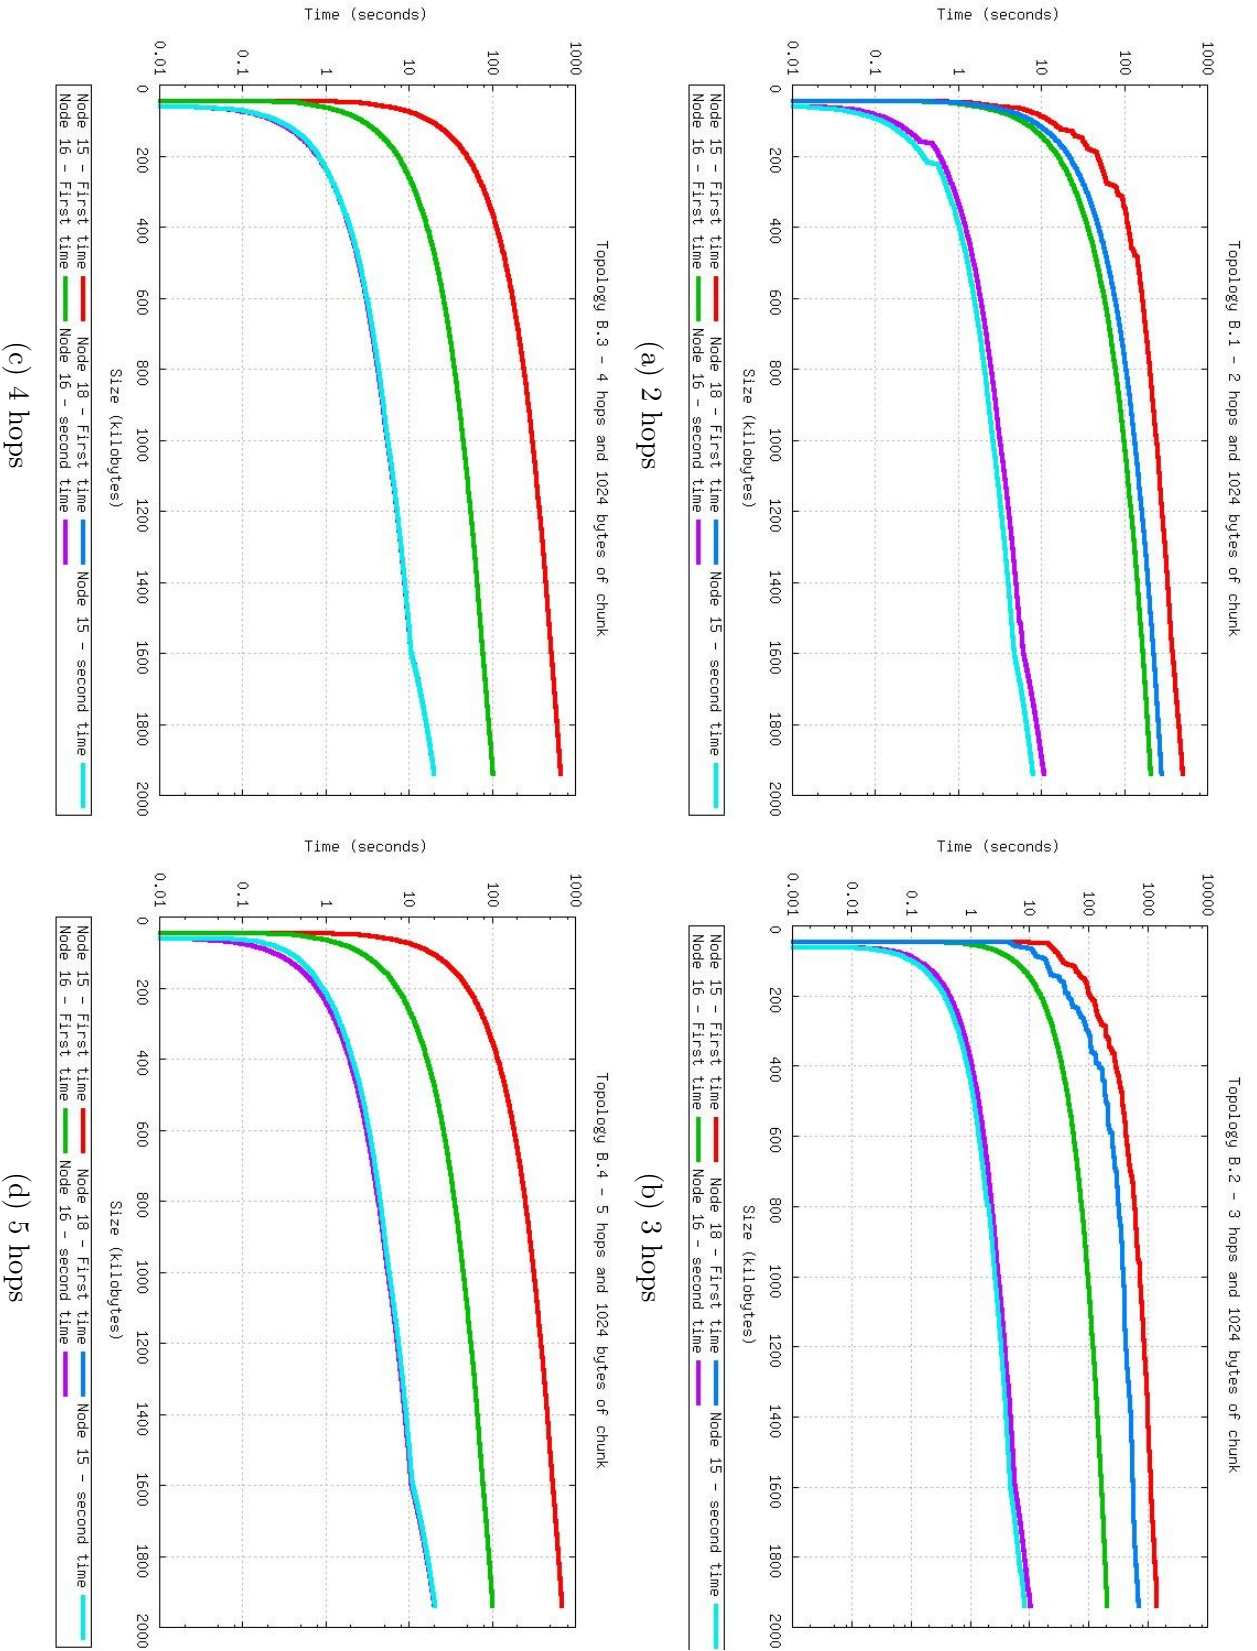 Topology B.1 - 2 hops and 1024 bytes of chunk
Time (seconds)
1000
100
10
1
0.1
0.01
0 200 400 600 800 1000 1200 1400 1600 1800 2000
Size (kilobytes)
Node 15 - First time Node 18 - First time Node 15 - second time
Node 16 - First time Node 16 - second time
(a) 2 hops
Topology B.2 - 3 hops and 1024 bytes of chunk
Time (seconds)
10000
1000
100
10
1
0.1
0.01
0.001
0 200 400 600 800 1000 1200 1400 1600 1800 2000
Size (kilobytes)
Node 15 - First time Node 18 - First time Node 15 - second time
Node 16 - First time Node 16 - second time
(b) 3 hops
Topology B.3 - 4 hops and 1024 bytes of chunk
Time (seconds)
1000
100
10
1
0.1
0.01
0 200 400 600 800 1000 1200 1400 1600 1800 2000
Size (kilobytes)
Node 15 - First time Node 18 - First time Node 15 - second time
Node 16 - First time Node 16 - second time
(c) 4 hops
Topology B.4 - 5 hops and 1024 bytes of chunk
Time (seconds)
1000
100
10
1
0.1
0.01
0 200 400 600 800 1000 1200 1400 1600 1800 2000
Size (kilobytes)
Node 15 - First time Node 18 - First time Node 15 - second time
Node 16 - First time Node 16 - second time
(d) 5 hops